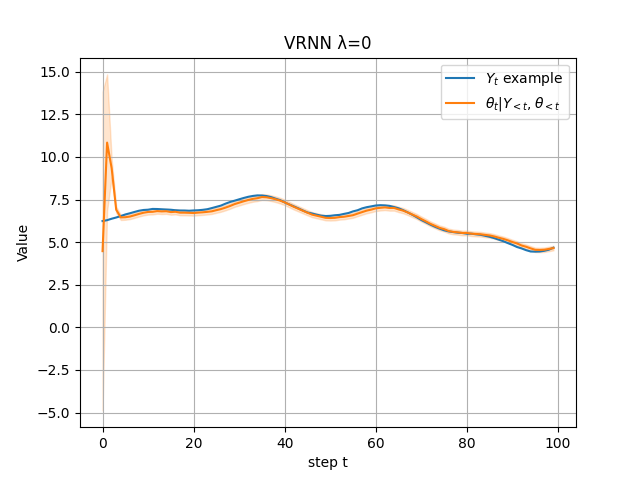 VRNN λ=0
Y_t example
θ_t|Y_{<t}, θ_{<t}
Value
15.0
12.5
10.0
7.5
5.0
2.5
0.0
−2.5
−5.0
0 20 40 60 80 100
step t